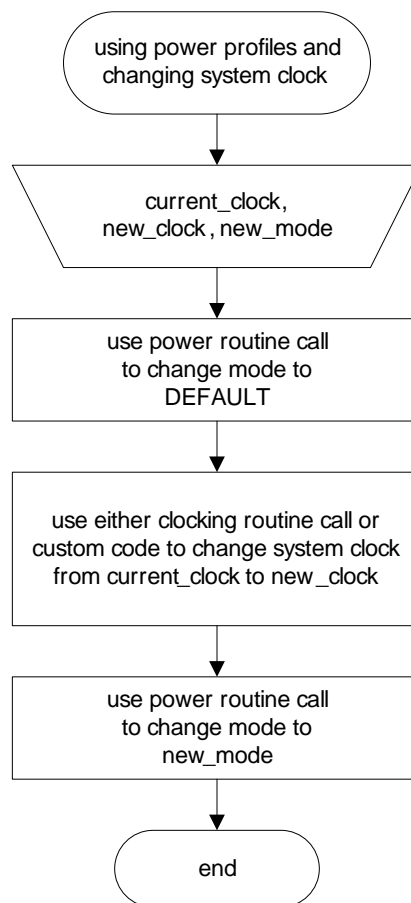 using power profiles and
changing system clock
current_clock,
new_clock, new_mode
use power routine call
to change mode to
DEFAULT
use either clocking routine call or
custom code to change system clock
from current_clock to new_clock
use power routine call
to change mode to
new_mode
end